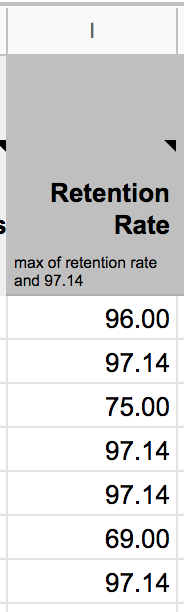 I
s
Retention
Rate
max of retention rate
and 97.14
96.00
97.14
75.00
97.14
97.14
69.00
97.14